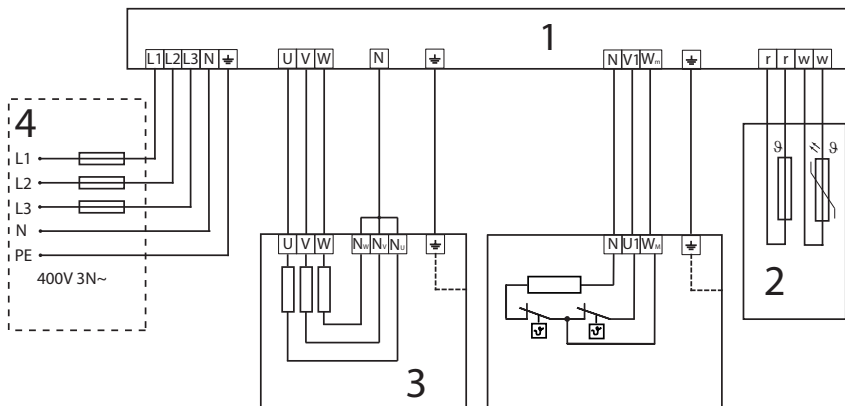 1
L1 L2 L3 N ⏚ U V W N ⏚ N V1 Wm ⏚ r r w w
4
L1
L2
L3
N
PE
400V 3N~
ϑ ϑ
2
U V W NW NV NU ⏚
N U1 WM ⏚
ϑ ϑ
3